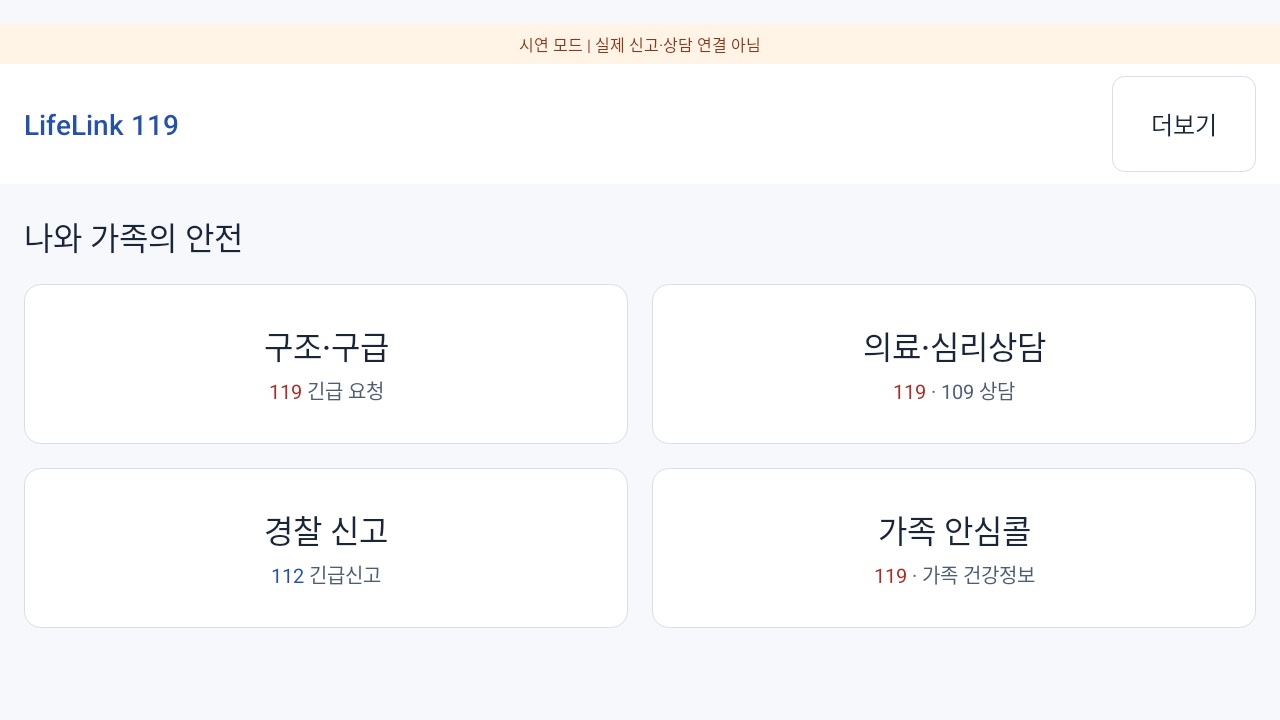 시연 모드 | 실제 신고·상담 연결 아님
LifeLink 119
더보기
나와 가족의 안전
구조·구급
119 긴급 요청
의료·심리상담
119 · 109 상담
경찰 신고
112 긴급신고
가족 안심콜
119 · 가족 건강정보